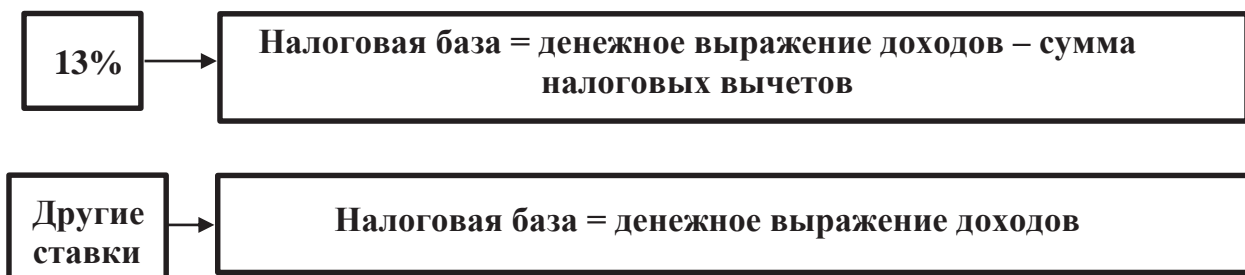 13%
Налоговая база = денежное выражение доходов – сумма
налоговых вычетов
Другие
ставки
Налоговая база = денежное выражение доходов